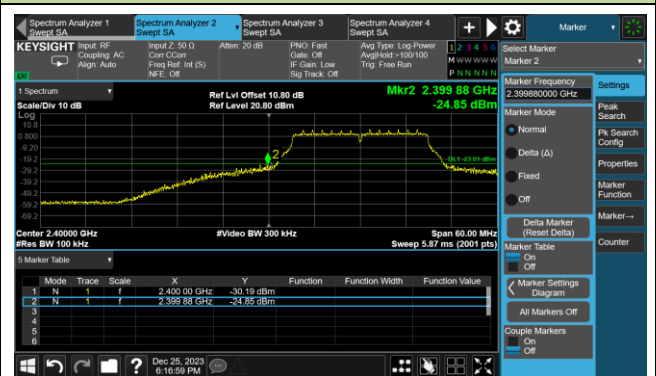 Spectrum Analyzer 1
Swept SA
Spectrum Analyzer 2
Swept SA
Spectrum Analyzer 3
Swept SA
Spectrum Analyzer 4
Swept SA
Marker
KEYSIGHT
Input: RF
Coupling: AC
Align: Auto
Input Z: 50 Ω
Corr CCorr
Freq Ref: Int (S)
NFE: Off
Atten: 20 dB
PNO: Fast
Gate: Off
IF Gain: Low
Sig Track: Off
Avg Type: Log-Power
Avg|Hold:>100/100
Trig: Free Run
1 2 3 4 5 6
M W W W W W
P N N N N N
LXI
1 Spectrum
Scale/Div 10 dB
Log
Ref Lvl Offset 10.80 dB
Ref Level 20.80 dBm
Mkr2 2.399 88 GHz
-24.85 dBm
10.8
0.800
-9.20
-19.2
-29.2
-39.2
-49.2
-59.2
-69.2
2
DL1 -23.01 dBm
Center 2.40000 GHz
#Res BW 100 kHz
#Video BW 300 kHz
Span 60.00 MHz
Sweep 5.87 ms (2001 pts)
5 Marker Table
Mode Trace Scale X Y Function Function Width Function Value
1 N 1 f 2.400 00 GHz -30.19 dBm
2 N 1 f 2.399 88 GHz -24.85 dBm
3
4
5
6
Dec 25, 2023
6:16:59 PM
Select Marker
Marker 2
Marker Frequency
2.399880000 GHz
Marker Mode
Normal
Delta (Δ)
Fixed
Off
Delta Marker
(Reset Delta)
Marker Table
On
Off
Marker Settings
Diagram
All Markers Off
Couple Markers
On
Off
Settings
Peak
Search
Pk Search
Config
Properties
Marker
Function
Marker→
Counter